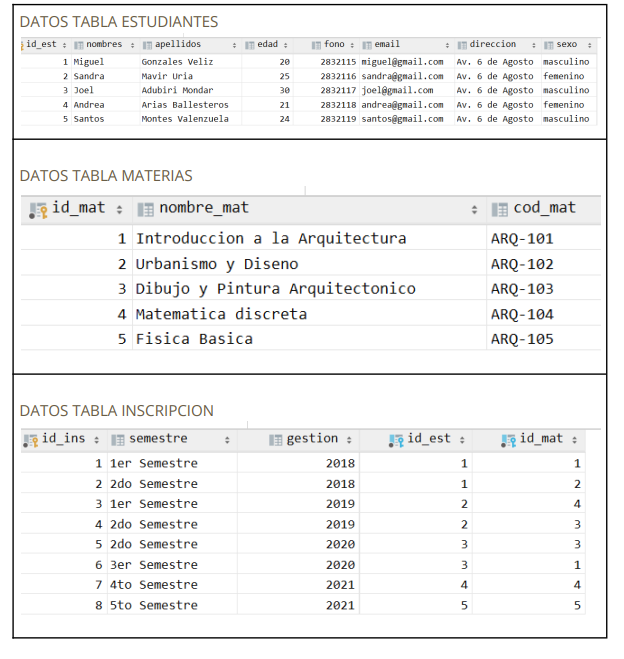 DATOS TABLA ESTUDIANTES
id_est nombres apellidos edad fono email direccion sexo
1 Miguel Gonzales Veliz 20 2832115 miguel@gmail.com Av. 6 de Agosto masculino
2 Sandra Mavir Uria 25 2832116 sandra@gmail.com Av. 6 de Agosto femenino
3 Joel Adubiri Mondar 30 2832117 joel@gmail.com Av. 6 de Agosto masculino
4 Andrea Arias Ballesteros 21 2832118 andrea@gmail.com Av. 6 de Agosto femenino
5 Santos Montes Valenzuela 24 2832119 santos@gmail.com Av. 6 de Agosto masculino
DATOS TABLA MATERIAS
id_mat nombre_mat cod_mat
1 Introduccion a la Arquitectura ARQ-101
2 Urbanismo y Diseno ARQ-102
3 Dibujo y Pintura Arquitectonico ARQ-103
4 Matematica discreta ARQ-104
5 Fisica Basica ARQ-105
DATOS TABLA INSCRIPCION
id_ins semestre gestion id_est id_mat
1 1er Semestre 2018 1 1
2 2do Semestre 2018 1 2
3 1er Semestre 2019 2 4
4 2do Semestre 2019 2 3
5 2do Semestre 2020 3 3
6 3er Semestre 2020 3 1
7 4to Semestre 2021 4 4
8 5to Semestre 2021 5 5